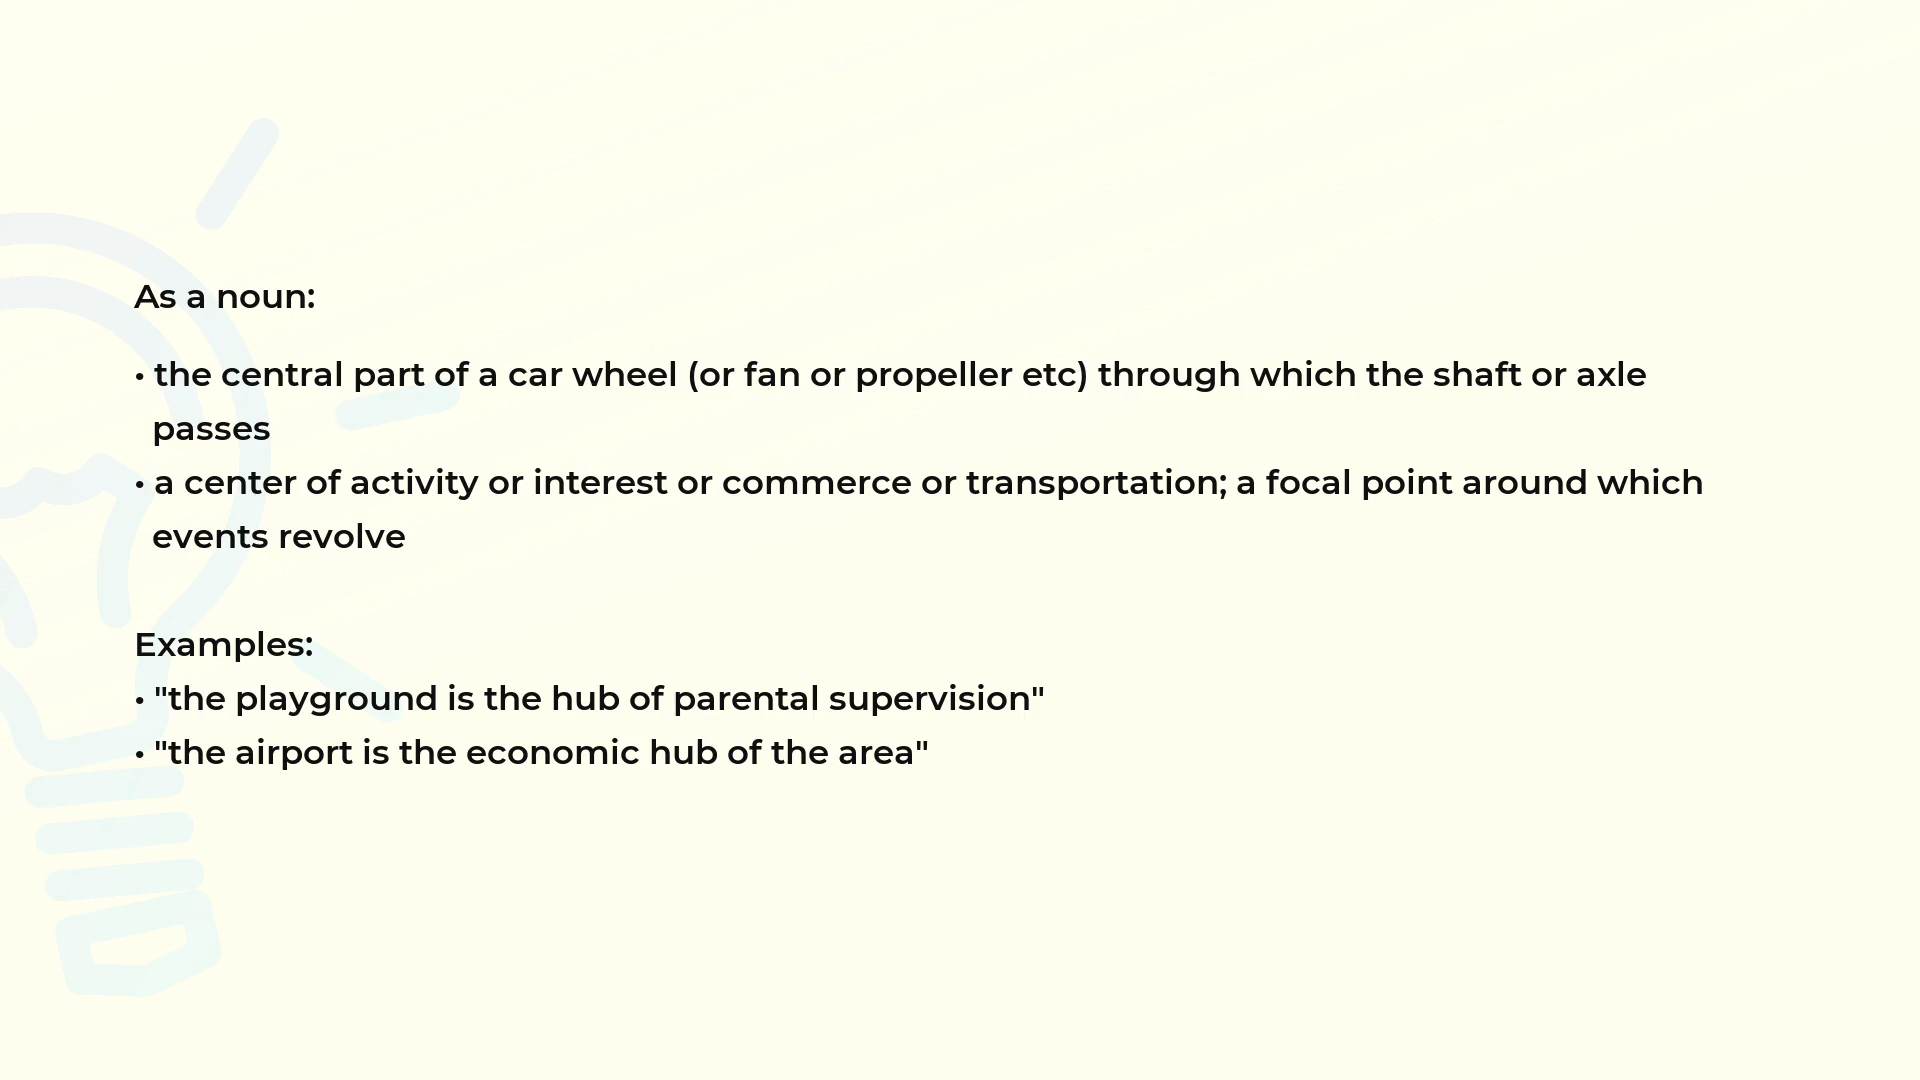 As a noun:
• the central part of a car wheel (or fan or propeller etc) through which the shaft or axle
passes
• a center of activity or interest or commerce or transportation; a focal point around which
events revolve
Examples:
• "the playground is the hub of parental supervision"
• "the airport is the economic hub of the area"